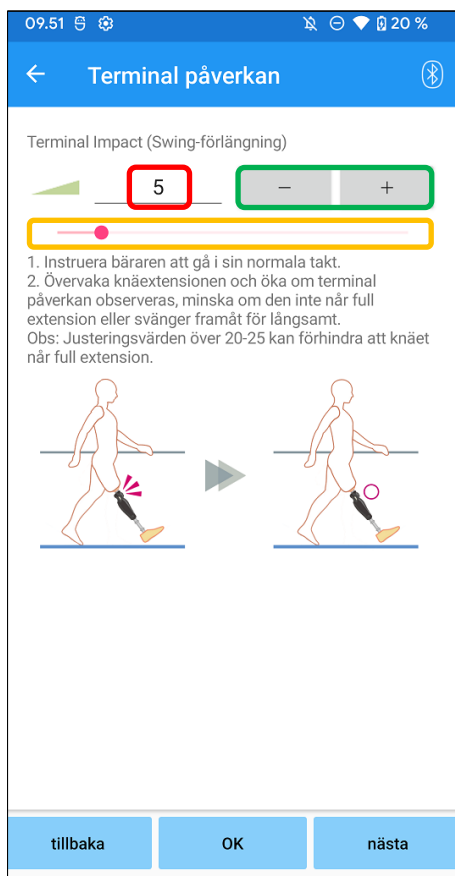 09.51 20 %
Terminal påverkan
Terminal Impact (Swing-förlängning)
5 − +
1. Instruera bäraren att gå i sin normala takt.
2. Övervaka knäextensionen och öka om terminal
påverkan observeras, minska om den inte når full
extension eller svänger framåt för långsamt.
Obs: Justeringsvärden över 20-25 kan förhindra att knäet
når full extension.
tillbaka OK nästa